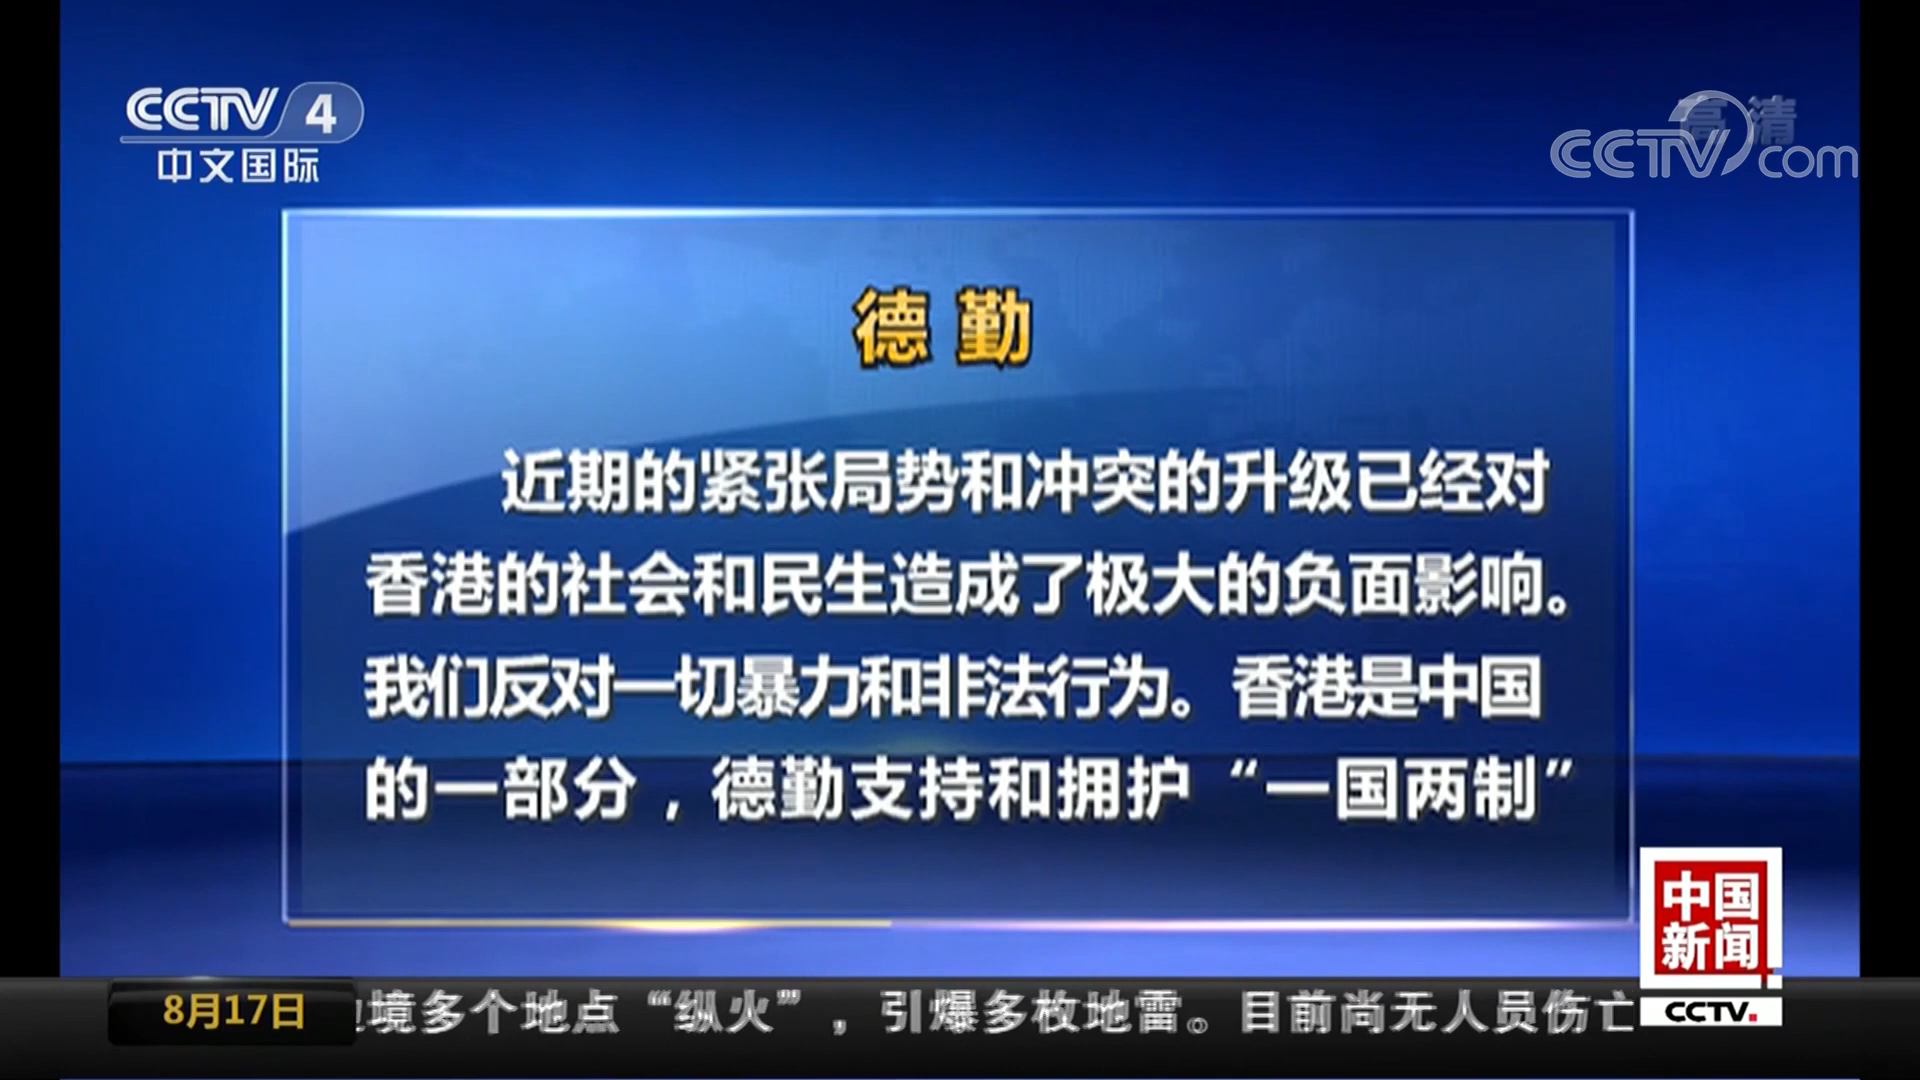 CCTV 4
中文国际
高清
CCTV.com
德勤
近期的紧张局势和冲突的升级已经对
香港的社会和民生造成了极大的负面影响。
我们反对一切暴力和非法行为。香港是中国
的一部分，德勤支持和拥护“一国两制”
中国
新闻
CCTV.
8月17日
境多个地点“纵火”，引爆多枚地雷。目前尚无人员伤亡